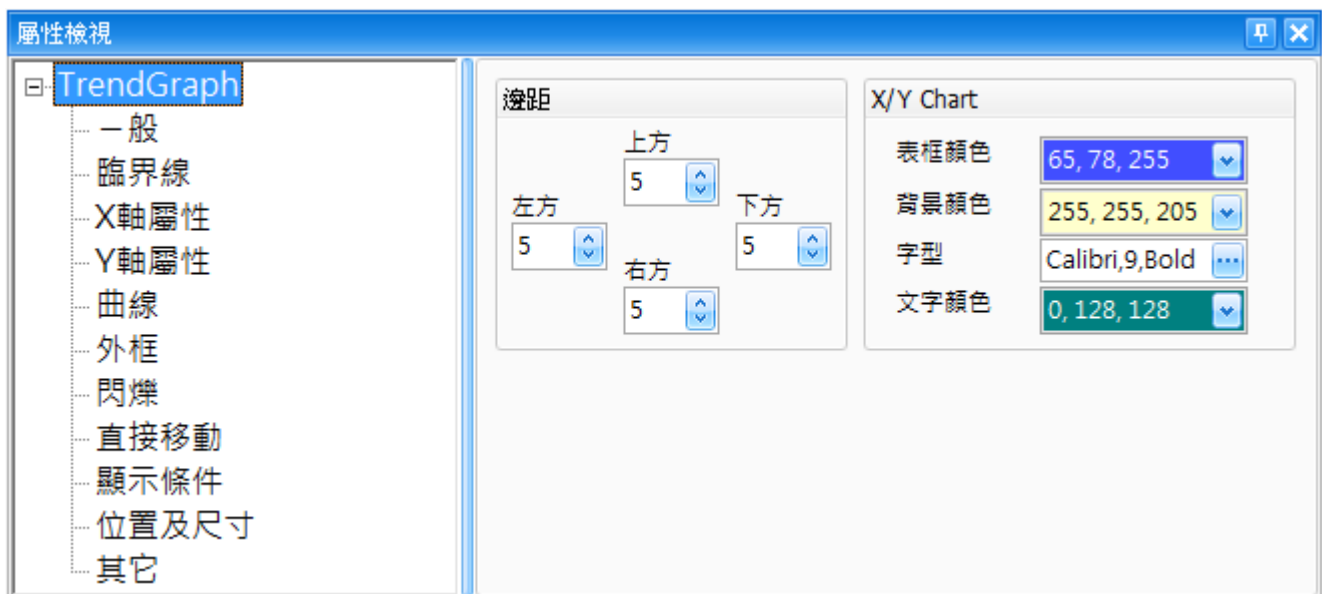 屬性檢視
TrendGraph
一般
臨界線
X軸屬性
Y軸屬性
曲線
外框
閃爍
直接移動
顯示條件
位置及尺寸
其它
邊距
上方
5
左方
5
下方
5
右方
5
X/Y Chart
表框顏色
65, 78, 255
背景顏色
255, 255, 205
字型
Calibri,9,Bold
文字顏色
0, 128, 128